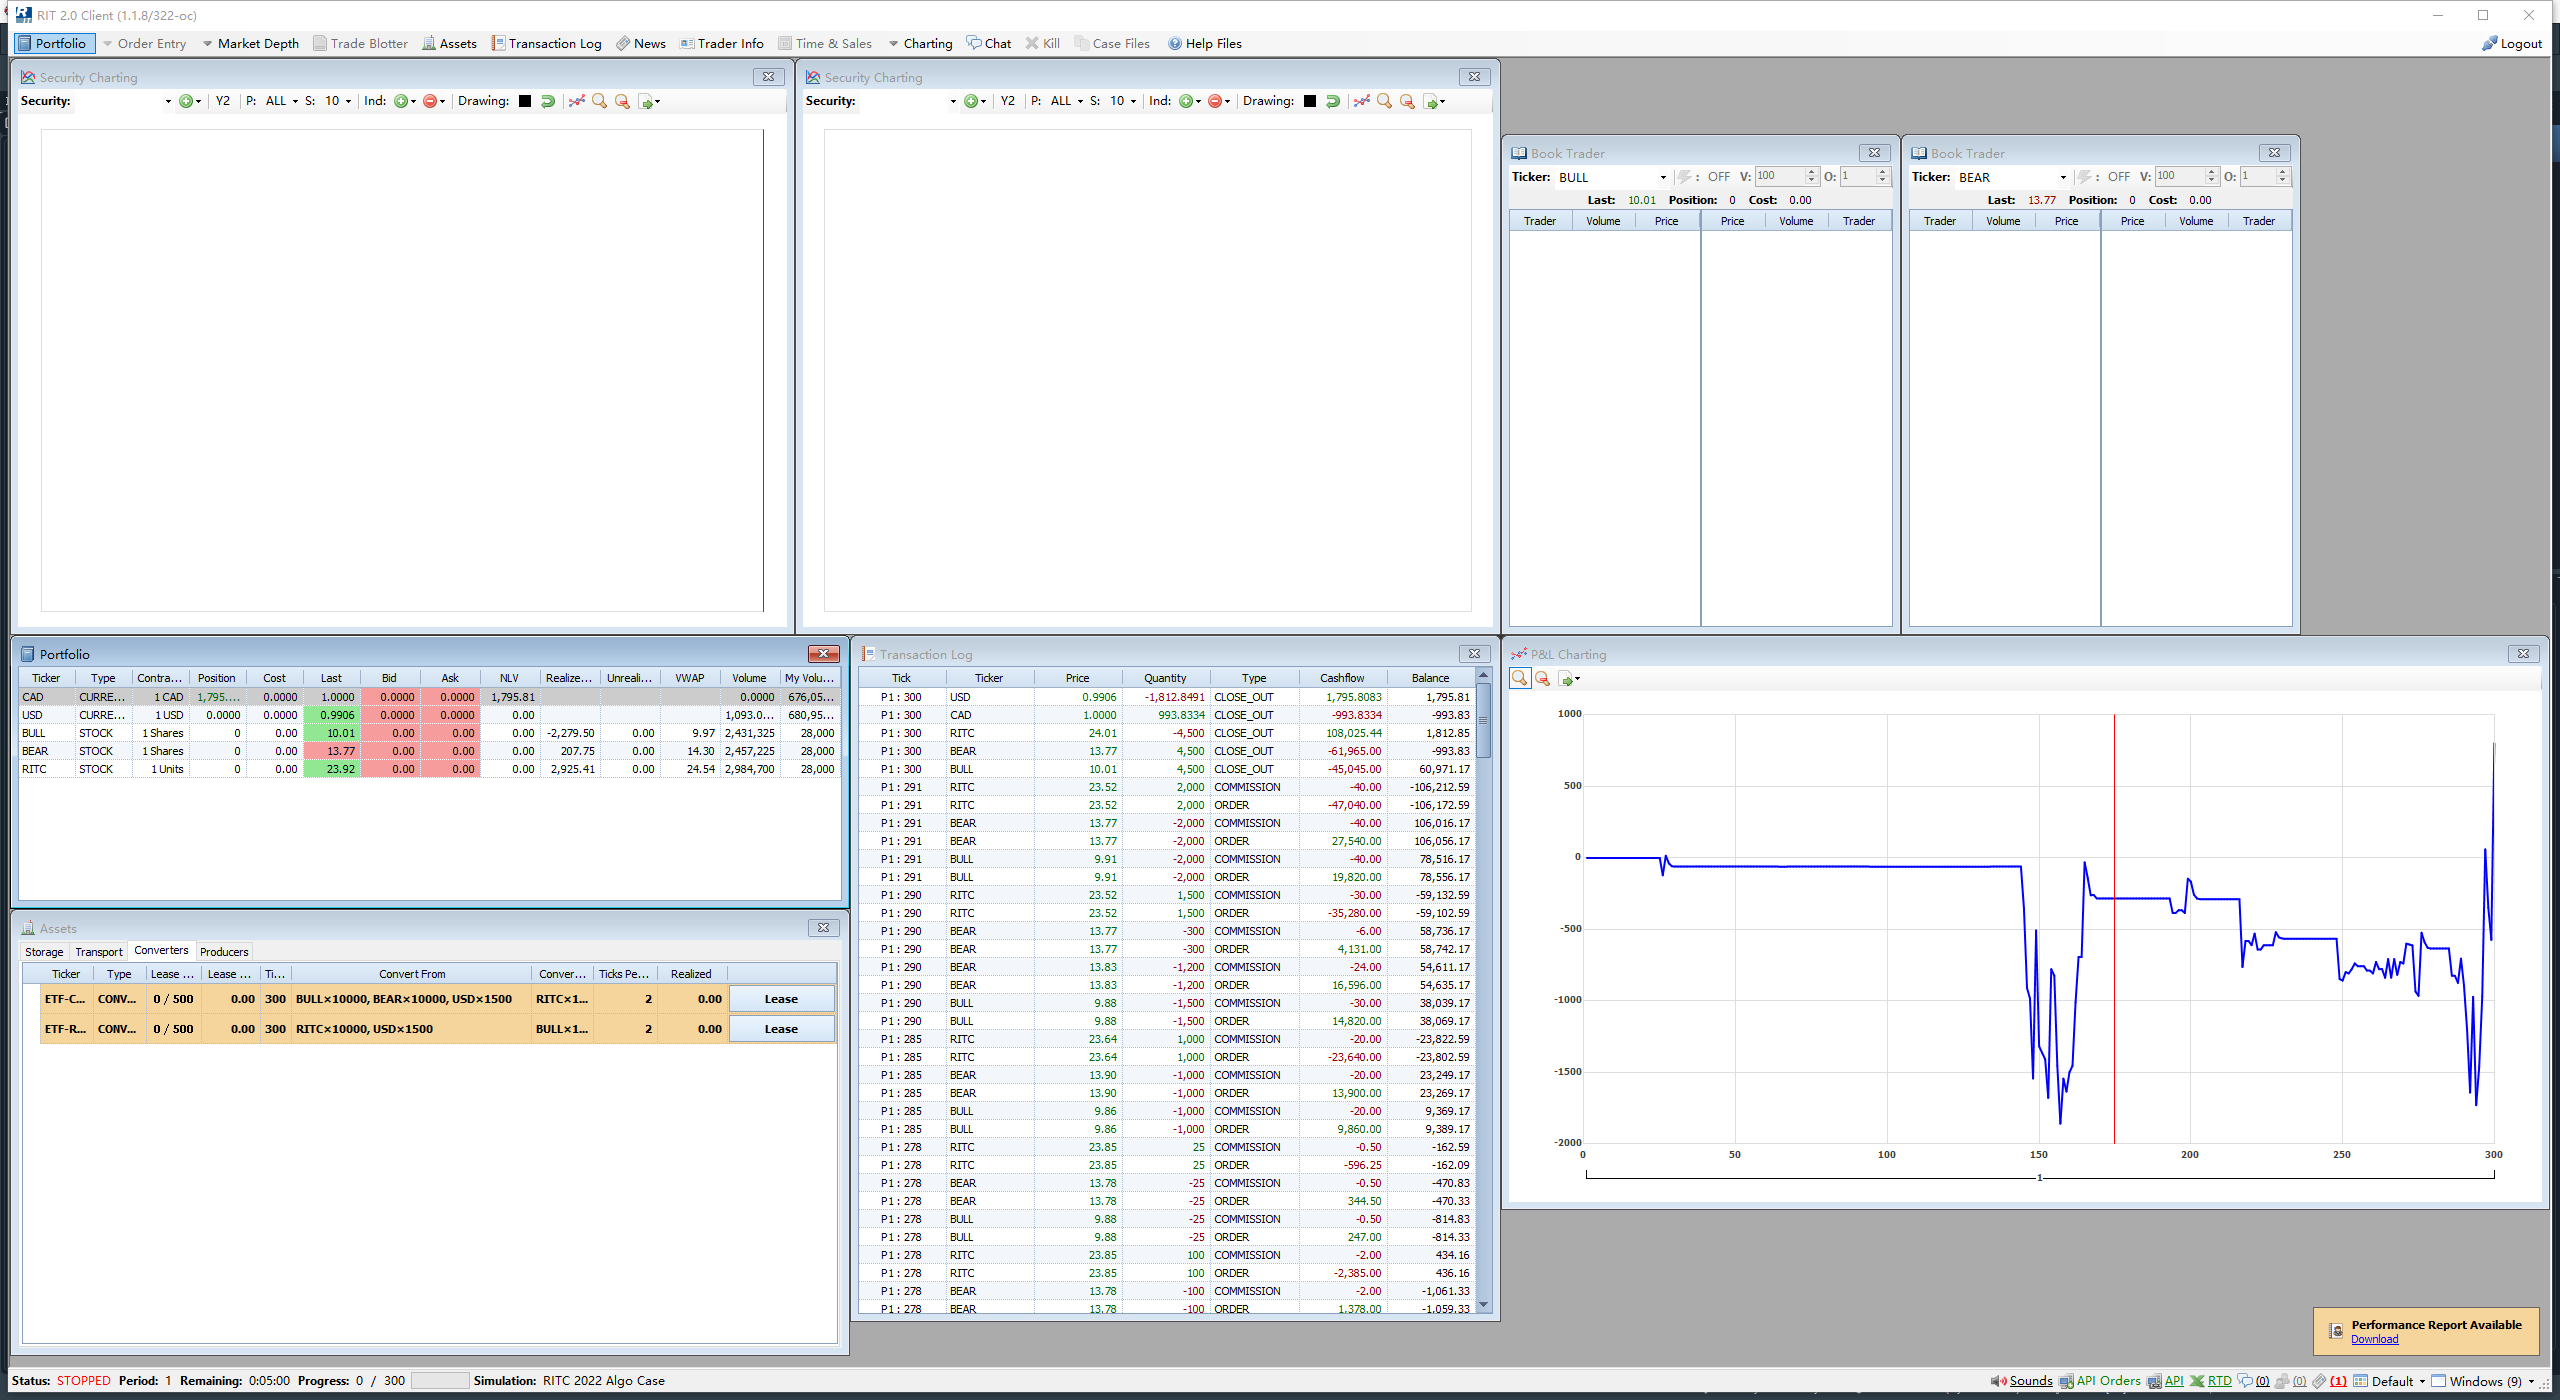 RIT 2.0 Client (1.1.8/322-oc)
Portfolio Order Entry Market Depth Trade Blotter Assets Transaction Log News Trader Info Time & Sales Charting Chat Kill Case Files Help Files Logout
Security Charting
Security: Y2 P: ALL S: 10 Ind: Drawing:
Security Charting
Security: Y2 P: ALL S: 10 Ind: Drawing:
Book Trader
Ticker: BULL : OFF V: 100 O: 1
Last: 10.01 Position: 0 Cost: 0.00
Trader Volume Price Price Volume Trader
Book Trader
Ticker: BEAR : OFF V: 100 O: 1
Last: 13.77 Position: 0 Cost: 0.00
Trader Volume Price Price Volume Trader
Portfolio
Ticker Type Contra... Position Cost Last Bid Ask NLV Realize... Unreali... VWAP Volume My Volu...
CAD CURRE... 1 CAD 1,795.... 0.0000 1.0000 0.0000 0.0000 1,795.81 0.0000 676,05...
USD CURRE... 1 USD 0.0000 0.0000 0.9906 0.0000 0.0000 0.00 1,093.0... 680,95...
BULL STOCK 1 Shares 0 0.00 10.01 0.00 0.00 0.00 -2,279.50 0.00 9.97 2,431,325 28,000
BEAR STOCK 1 Shares 0 0.00 13.77 0.00 0.00 0.00 207.75 0.00 14.30 2,457,225 28,000
RITC STOCK 1 Units 0 0.00 23.92 0.00 0.00 0.00 2,925.41 0.00 24.54 2,984,700 28,000
Assets
Storage Transport Converters Producers
Ticker Type Lease ... Lease ... Ti... Convert From Conver... Ticks Pe... Realized
ETF-C... CONV... 0 / 500 0.00 300 BULL×10000, BEAR×10000, USD×1500 RITC×1... 2 0.00 Lease
ETF-R... CONV... 0 / 500 0.00 300 RITC×10000, USD×1500 BULL×1... 2 0.00 Lease
Transaction Log
Tick Ticker Price Quantity Type Cashflow Balance
P1 : 300 USD 0.9906 -1,812.8491 CLOSE_OUT 1,795.8083 1,795.81
P1 : 300 CAD 1.0000 993.8334 CLOSE_OUT -993.8334 -993.83
P1 : 300 RITC 24.01 -4,500 CLOSE_OUT 108,025.44 1,812.85
P1 : 300 BEAR 13.77 4,500 CLOSE_OUT -61,965.00 -993.83
P1 : 300 BULL 10.01 4,500 CLOSE_OUT -45,045.00 60,971.17
P1 : 291 RITC 23.52 2,000 COMMISSION -40.00 -106,212.59
P1 : 291 RITC 23.52 2,000 ORDER -47,040.00 -106,172.59
P1 : 291 BEAR 13.77 -2,000 COMMISSION -40.00 106,016.17
P1 : 291 BEAR 13.77 -2,000 ORDER 27,540.00 106,056.17
P1 : 291 BULL 9.91 -2,000 COMMISSION -40.00 78,516.17
P1 : 291 BULL 9.91 -2,000 ORDER 19,820.00 78,556.17
P1 : 290 RITC 23.52 1,500 COMMISSION -30.00 -59,132.59
P1 : 290 RITC 23.52 1,500 ORDER -35,280.00 -59,102.59
P1 : 290 BEAR 13.77 -300 COMMISSION -6.00 58,736.17
P1 : 290 BEAR 13.77 -300 ORDER 4,131.00 58,742.17
P1 : 290 BEAR 13.83 -1,200 COMMISSION -24.00 54,611.17
P1 : 290 BEAR 13.83 -1,200 ORDER 16,596.00 54,635.17
P1 : 290 BULL 9.88 -1,500 COMMISSION -30.00 38,039.17
P1 : 290 BULL 9.88 -1,500 ORDER 14,820.00 38,069.17
P1 : 285 RITC 23.64 1,000 COMMISSION -20.00 -23,822.59
P1 : 285 RITC 23.64 1,000 ORDER -23,640.00 -23,802.59
P1 : 285 BEAR 13.90 -1,000 COMMISSION -20.00 23,249.17
P1 : 285 BEAR 13.90 -1,000 ORDER 13,900.00 23,269.17
P1 : 285 BULL 9.86 -1,000 COMMISSION -20.00 9,369.17
P1 : 285 BULL 9.86 -1,000 ORDER 9,860.00 9,389.17
P1 : 278 RITC 23.85 25 COMMISSION -0.50 -162.59
P1 : 278 RITC 23.85 25 ORDER -596.25 -162.09
P1 : 278 BEAR 13.78 -25 COMMISSION -0.50 -470.83
P1 : 278 BEAR 13.78 -25 ORDER 344.50 -470.33
P1 : 278 BULL 9.88 -25 COMMISSION -0.50 -814.83
P1 : 278 BULL 9.88 -25 ORDER 247.00 -814.33
P1 : 278 RITC 23.85 100 COMMISSION -2.00 434.16
P1 : 278 RITC 23.85 100 ORDER -2,385.00 436.16
P1 : 278 BEAR 13.78 -100 COMMISSION -2.00 -1,061.33
P1 : 278 BEAR 13.78 -100 ORDER 1,378.00 -1,059.33
P&L Charting
1000
500
0
-500
-1000
-1500
-2000
0 50 100 150 200 250 300
1
Performance Report Available
Download
Status: STOPPED Period: 1 Remaining: 0:05:00 Progress: 0 / 300 Simulation: RITC 2022 Algo Case Sounds API Orders API RTD (0) (0) (1) Default Windows (9)